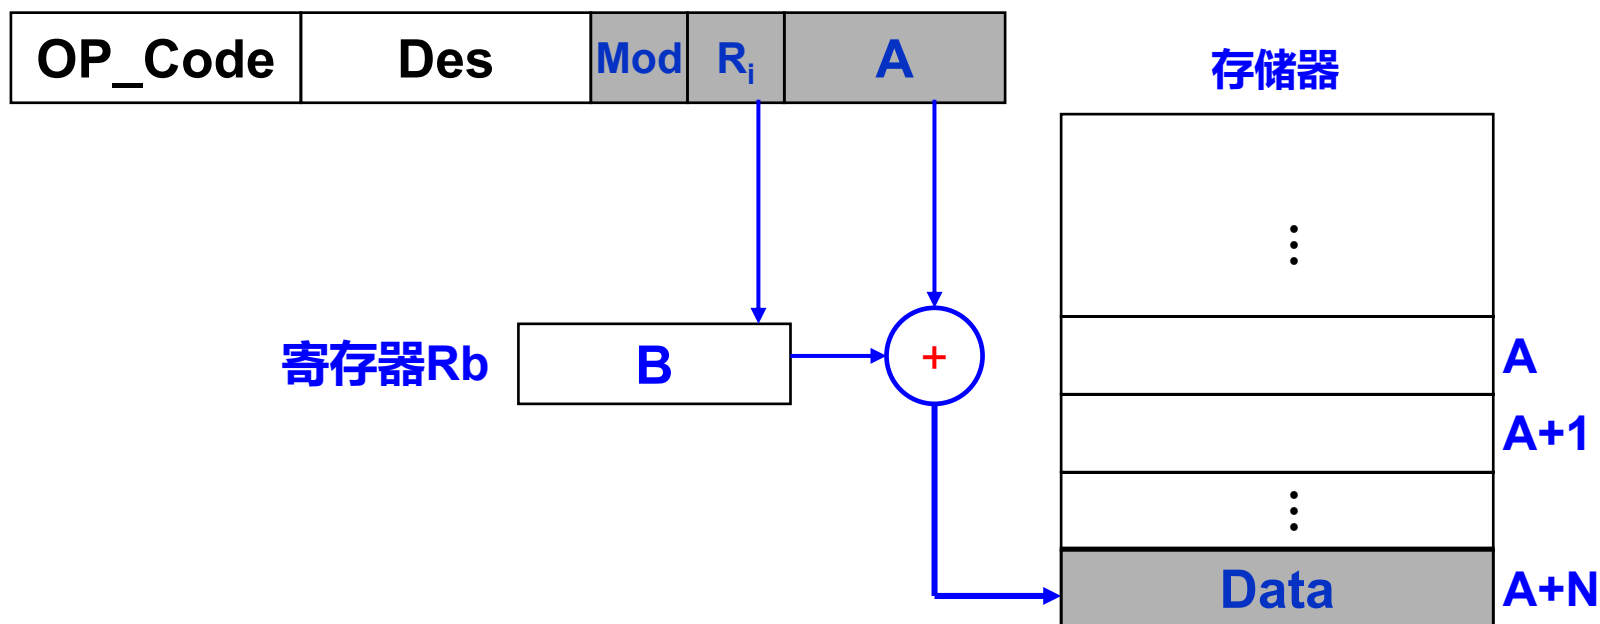 OP_Code Des Mod Ri A
存储器
⋮
寄存器Rb B + A
A+1
⋮
Data A+N